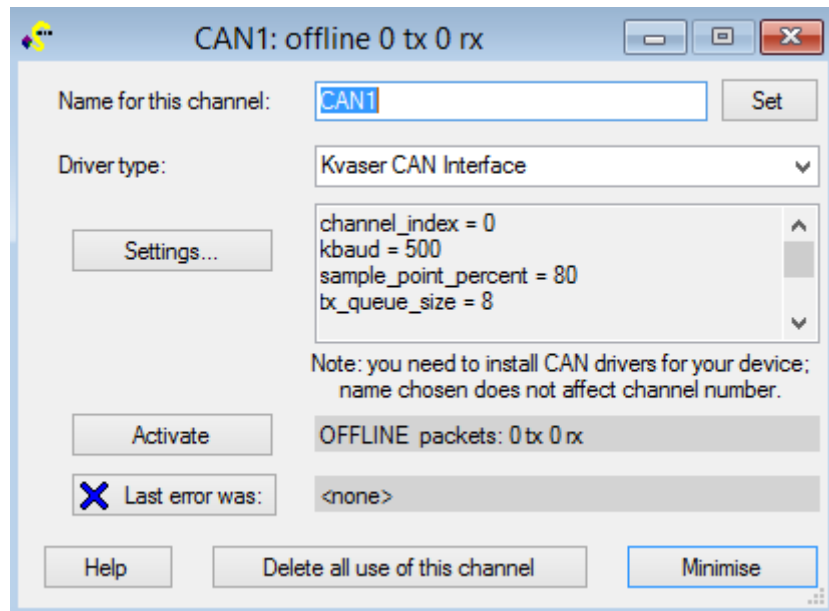 CAN1: offline 0 tx 0 rx
Name for this channel: CAN1 Set
Driver type: Kvaser CAN Interface
Settings...
channel_index = 0
kbaud = 500
sample_point_percent = 80
tx_queue_size = 8
Note: you need to install CAN drivers for your device;
name chosen does not affect channel number.
Activate OFFLINE packets: 0 tx 0 rx
Last error was: <none>
Help Delete all use of this channel Minimise